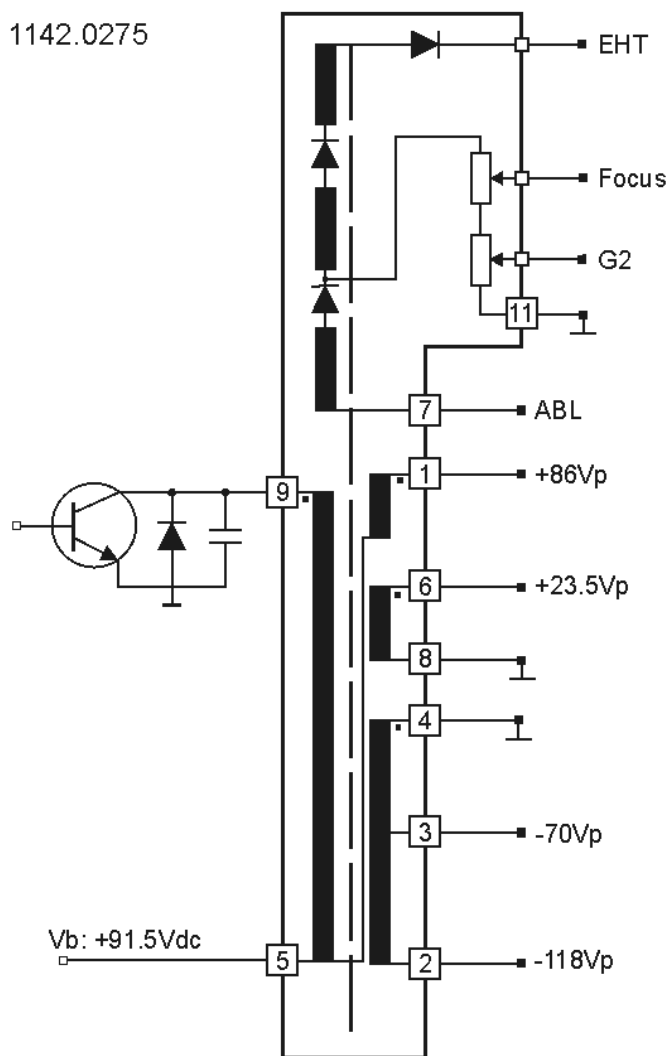 1142.0275
EHT
Focus
G2
11
7
ABL
1
+86Vp
9
6
+23.5Vp
8
4
3
-70Vp
Vb: +91.5Vdc
5
2
-118Vp